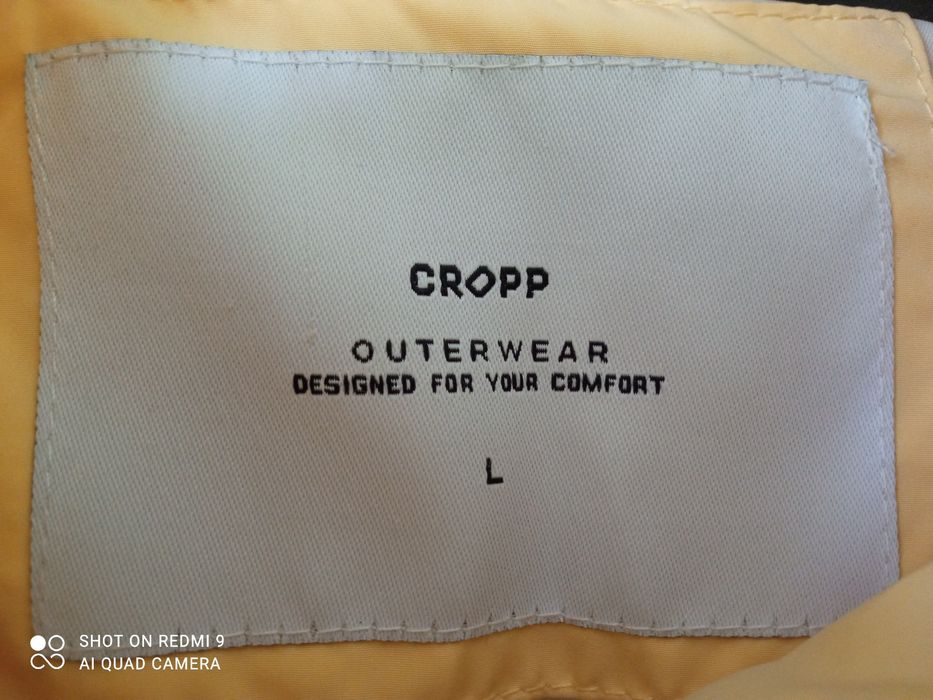 CROPP
OUTERWEAR
DESIGNED FOR YOUR COMFORT
L
SHOT ON REDMI 9
AI QUAD CAMERA